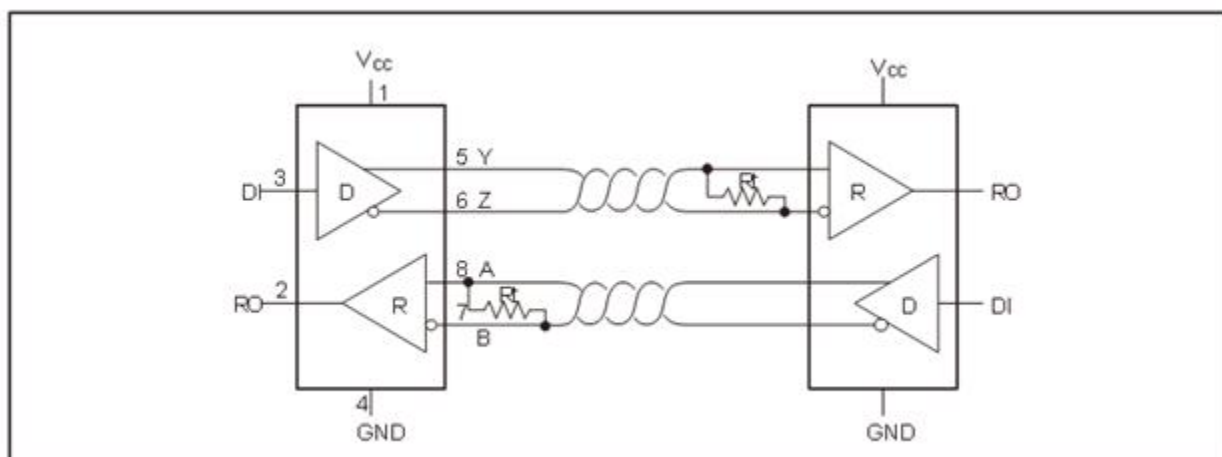 Vcc Vcc
1
5 Y
DI 3 D Rt R RO
6 Z
8 A
RO 2 R Rt D DI
7
B
4
GND GND